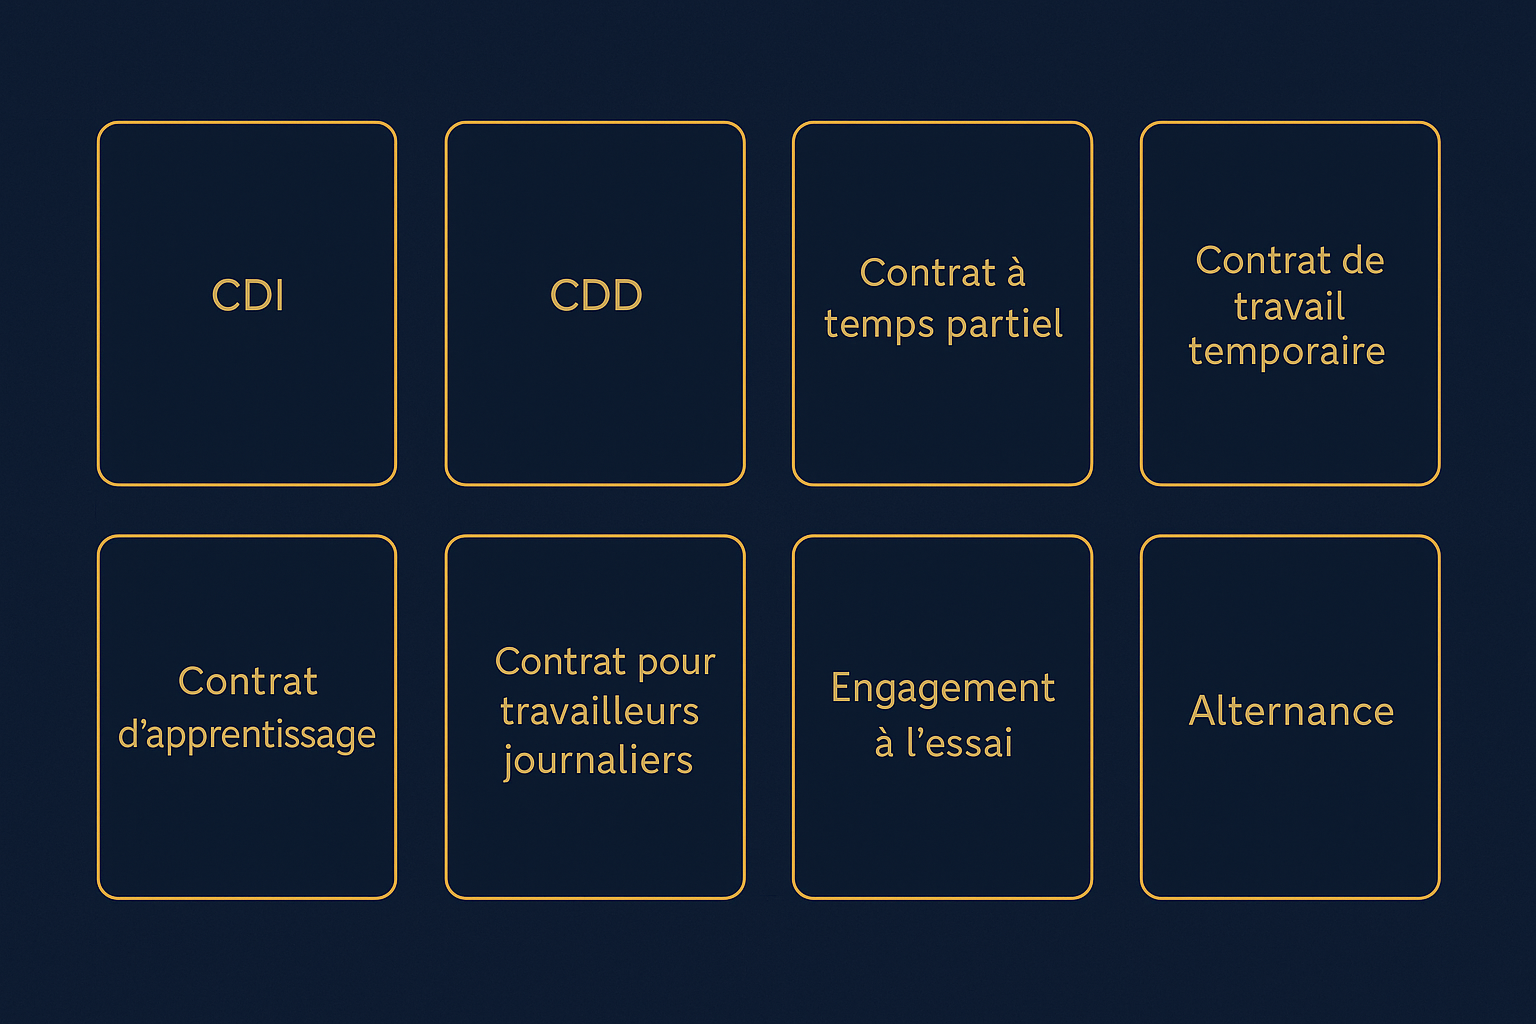 CDI
CDD
Contrat à
temps partiel
Contrat de
travail
temporaire
Contrat
d’apprentissage
Contrat pour
travailleurs
journaliers
Engagement
à l’essai
Alternance